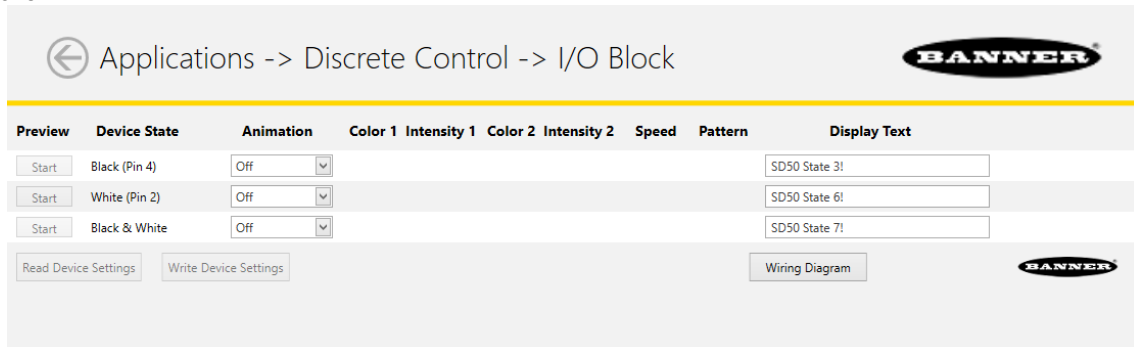 Applications -> Discrete Control -> I/O Block
BANNER
Preview Device State Animation Color 1 Intensity 1 Color 2 Intensity 2 Speed Pattern Display Text
Start Black (Pin 4) Off SD50 State 3!
Start White (Pin 2) Off SD50 State 6!
Start Black & White Off SD50 State 7!
Read Device Settings Write Device Settings Wiring Diagram BANNER